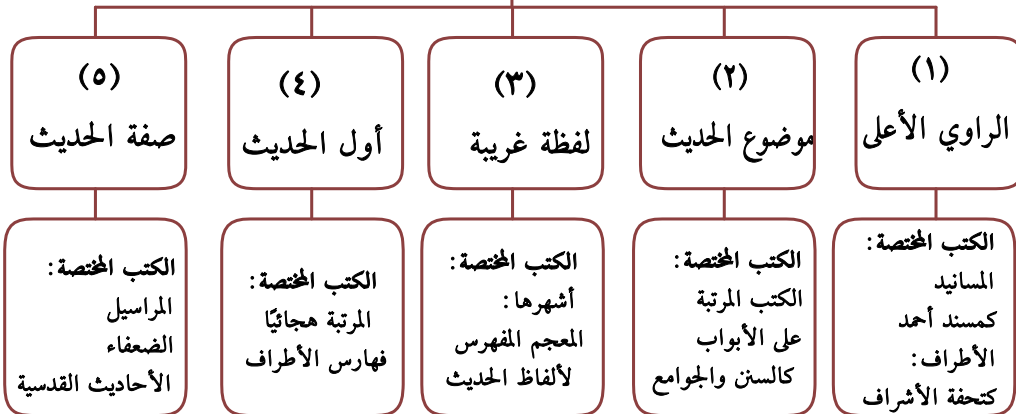 (١)
الراوي الأعلى
(٢)
موضوع الحديث
(٣)
لفظة غريبة
(٤)
أول الحديث
(٥)
صفة الحديث
الكتب المختصة:
المسانيد
كمسند أحمد
الأطراف:
كتحفة الأشراف
الكتب المختصة:
الكتب المرتبة
على الأبواب
كالسنن والجوامع
الكتب المختصة:
أشهرها:
المعجم المفهرس
لألفاظ الحديث
الكتب المختصة:
المرتبة هجائيًا
فهارس الأطراف
الكتب المختصة:
المراسيل
الضعفاء
الأحاديث القدسية